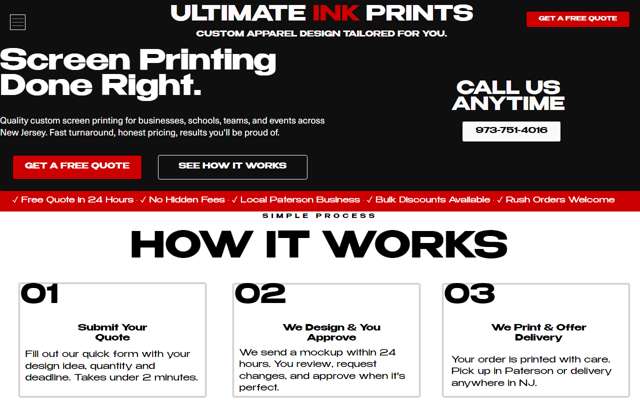 ULTIMATE INK PRINTS
CUSTOM APPAREL DESIGN TAILORED FOR YOU.
GET A FREE QUOTE
Screen Printing
Done Right.
Quality custom screen printing for businesses, schools, teams, and events across
New Jersey. Fast turnaround, honest pricing, results you'll be proud of.
GET A FREE QUOTE
SEE HOW IT WORKS
CALL US
ANYTIME
973-751-4016
✓ Free Quote in 24 Hours · ✓ No Hidden Fees · ✓ Local Paterson Business · ✓ Bulk Discounts Available · ✓ Rush Orders Welcome
SIMPLE PROCESS
HOW IT WORKS
01
Submit Your
Quote
Fill out our quick form with your
design idea, quantity and
deadline. Takes under 2 minutes.
02
We Design & You
Approve
We send a mockup within 24
hours. You review, request
changes, and approve when it's
perfect.
03
We Print & Offer
Delivery
Your order is printed with care.
Pick up in Paterson or delivery
anywhere in NJ.